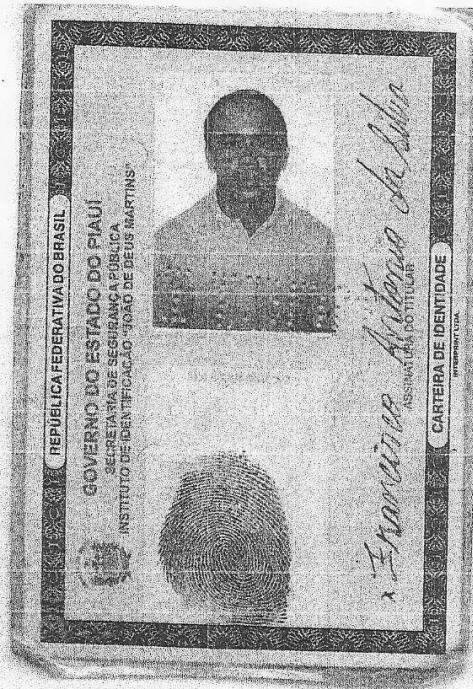 REPÚBLICA FEDERATIVA DO BRASIL
GOVERNO DO ESTADO DO PIAUÍ
SECRETARIA DE SEGURANÇA PÚBLICA
INSTITUTO DE IDENTIFICAÇÃO "JOÃO DE DEUS MARTINS"
x Francisco Antonio da Silva
ASSINATURA DO TITULAR
CARTEIRA DE IDENTIDADE
INTERPRINT LTDA